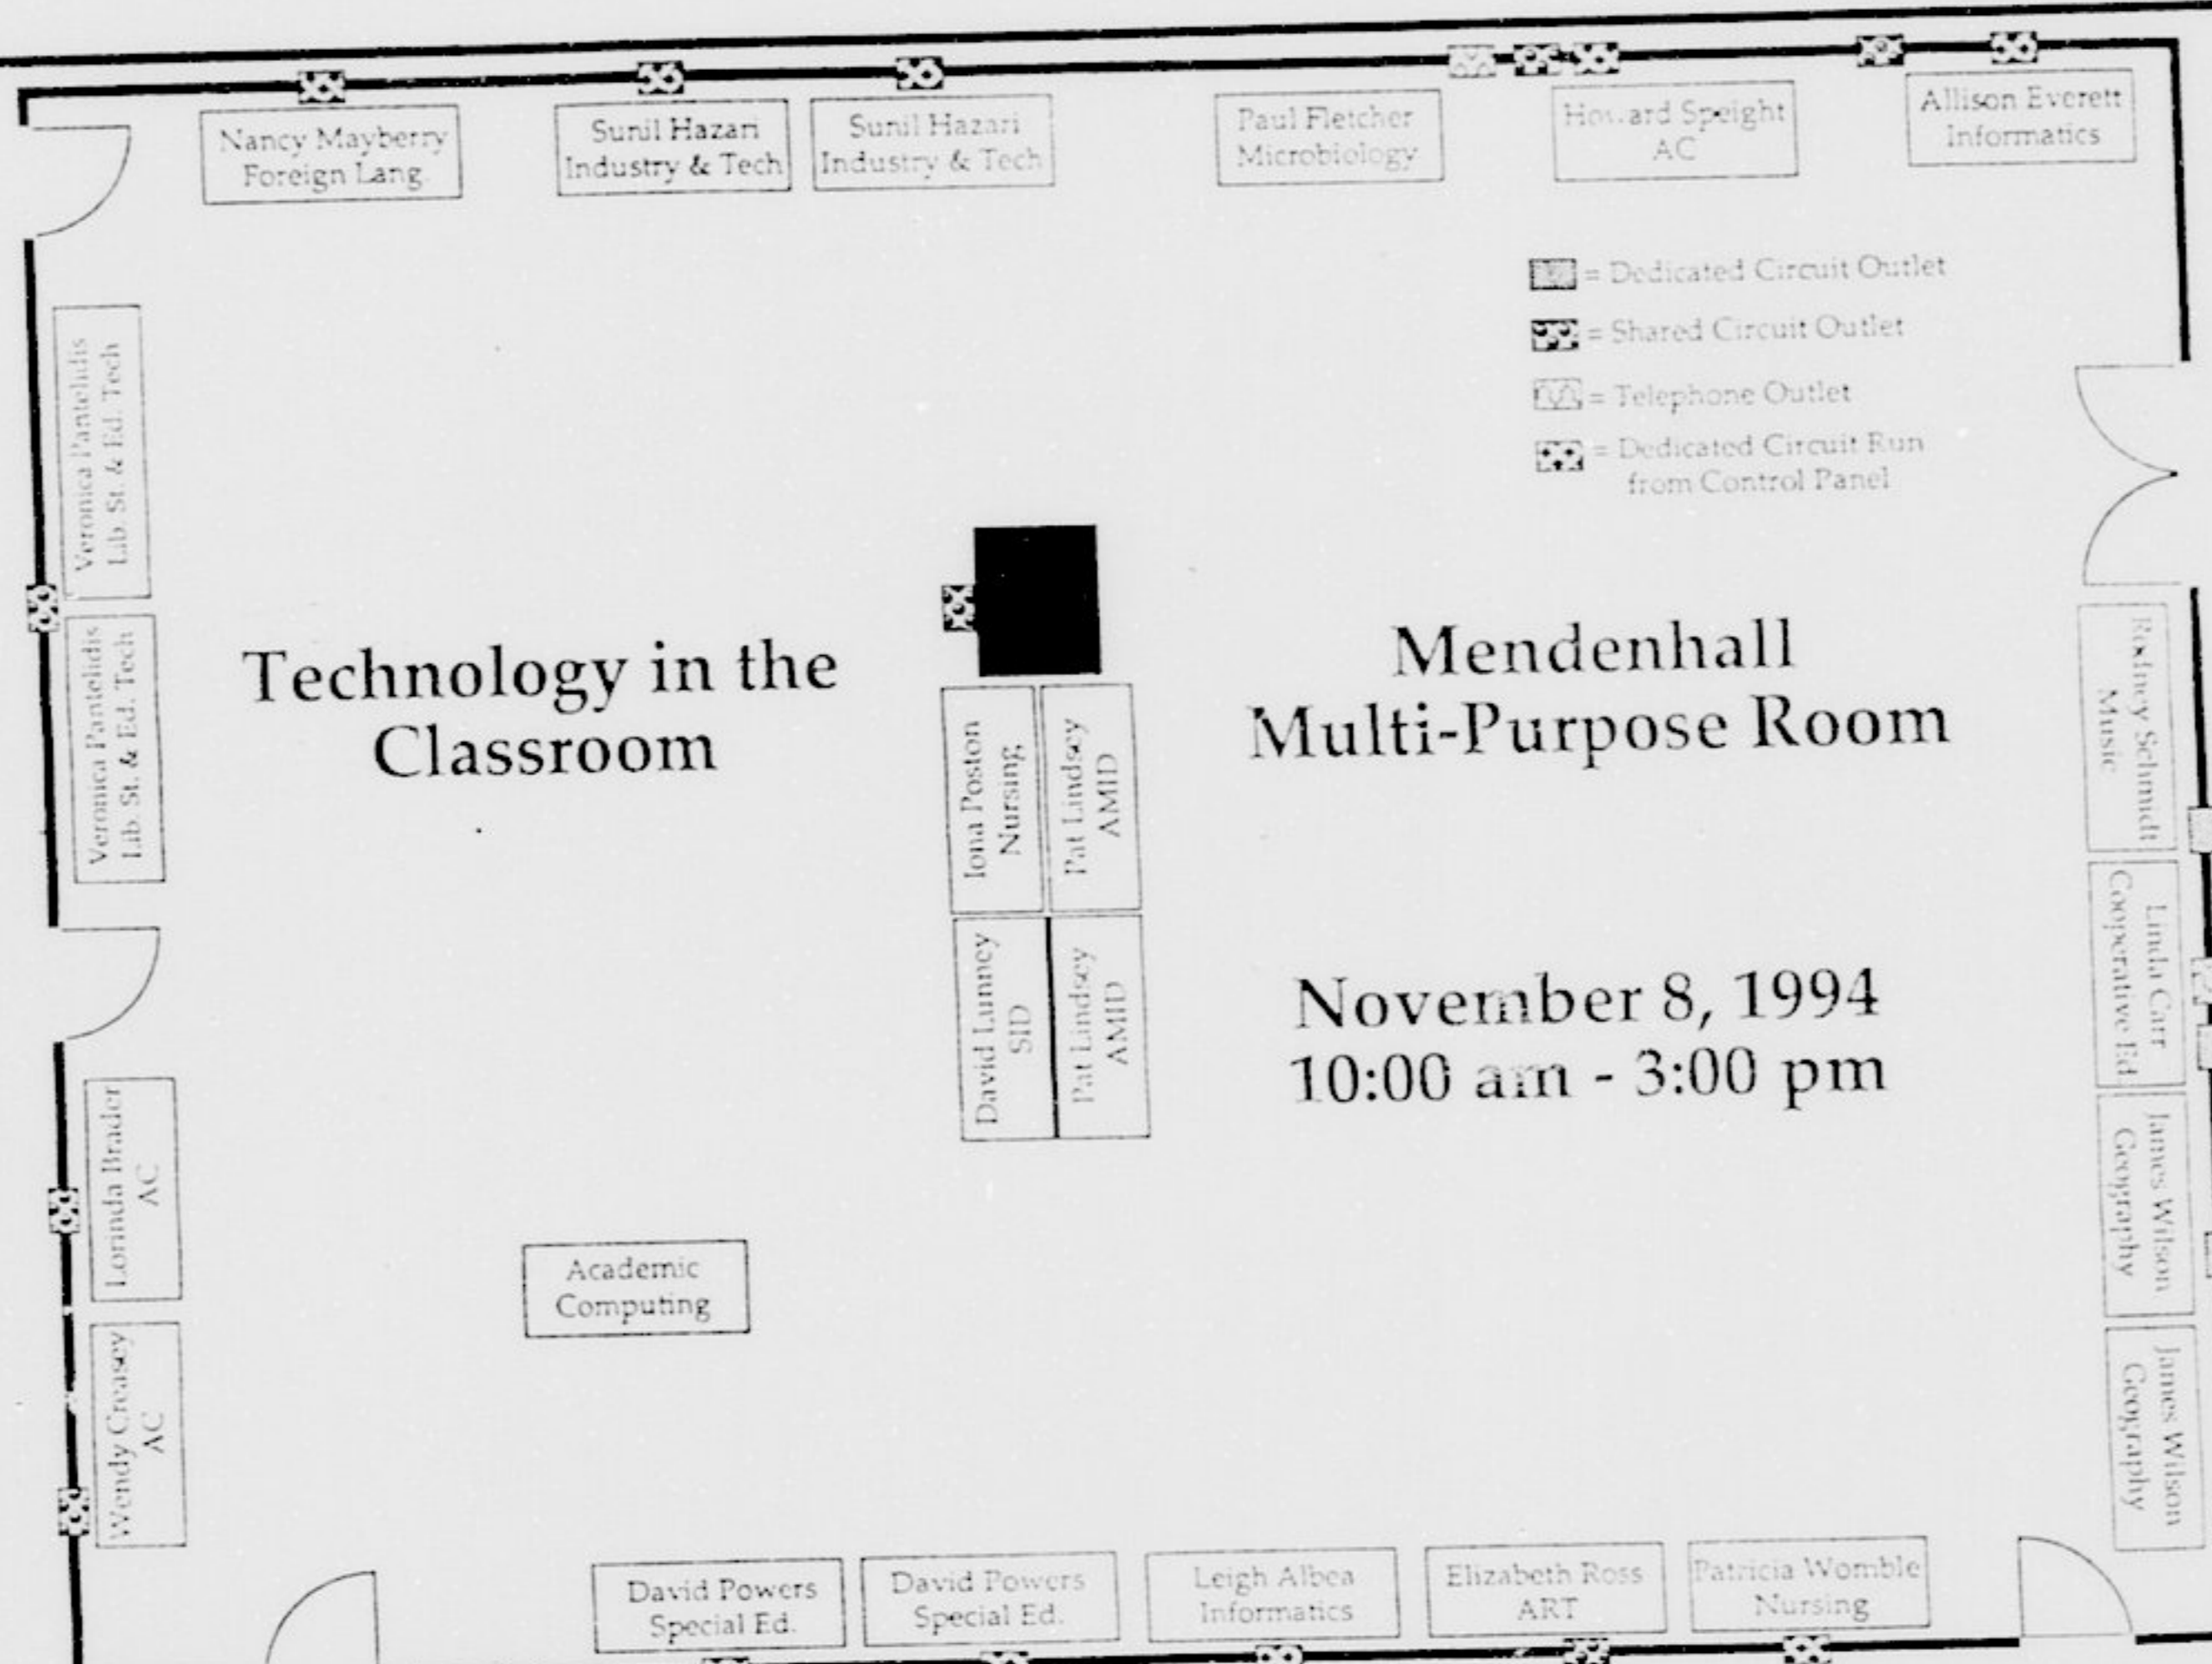 Nancy Mayberry
Foreign Lang.
Sunil Hazari
Industry & Tech
Sunil Hazari
Industry & Tech
Paul Fletcher
Microbiology
Howard Speight
AC
Allison Everett
Informatics
= Dedicated Circuit Outlet
= Shared Circuit Outlet
= Telephone Outlet
= Dedicated Circuit Run
from Control Panel
Veronica Pantelidis
Lib. St. & Ed. Tech
Veronica Pantelidis
Lib. St. & Ed. Tech
Technology in the
Classroom
Mendenhall
Multi-Purpose Room
Iona Poston
Nursing
Pat Lindsey
AMID
David Lunney
SID
Pat Lindsey
AMID
November 8, 1994
10:00 am - 3:00 pm
Rodney Schmidt
Music
Linda Carr
Cooperative Ed.
James Wilson
Geography
James Wilson
Geography
Lorinda Brader
AC
Wendy Creasey
AC
Academic
Computing
David Powers
Special Ed.
David Powers
Special Ed.
Leigh Albea
Informatics
Elizabeth Ross
ART
Patricia Womble
Nursing